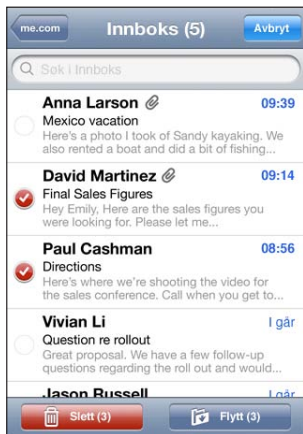 me.com
Innboks (5)
Avbryt
Søk i Innboks
Anna Larson
09:39
Mexico vacation
Here's a photo I took of Sandy kayaking. We
also rented a boat and did a bit of fishing...
David Martinez
09:14
Final Sales Figures
Hey Emily, Here are the sales figures you
were looking for. Please let me...
Paul Cashman
08:56
Directions
Here's where we're shooting the video for
the sales conference. Call when you get to...
Vivian Li
I går
Question re rollout
Great proposal. We have a few follow-up
questions regarding the roll out and would...
Jason Russell
I går
Slett (3)
Flytt (3)